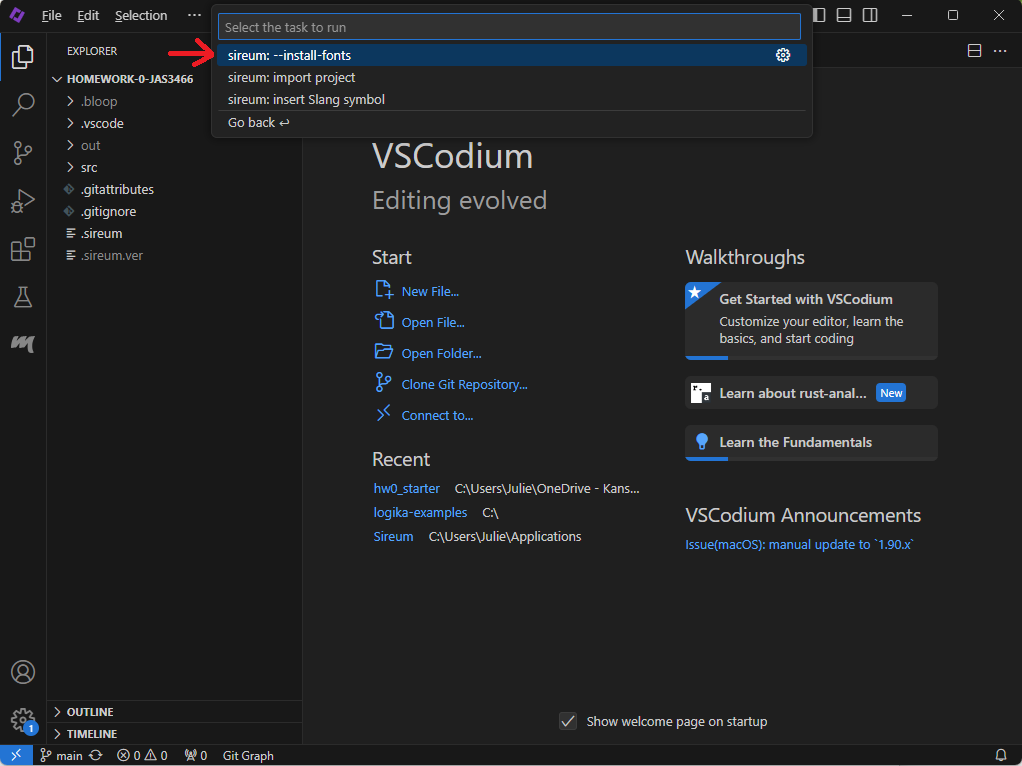 File Edit Selection ···
Select the task to run
sireum: --install-fonts
sireum: import project
sireum: insert Slang symbol
Go back ↩
EXPLORER
HOMEWORK-0-JAS3466
.bloop
.vscode
out
src
.gitattributes
.gitignore
.sireum
.sireum.ver
OUTLINE
TIMELINE
VSCodium
Editing evolved
Start
New File...
Open File...
Open Folder...
Clone Git Repository...
Connect to...
Recent
hw0_starter C:\Users\Julie\OneDrive - Kans...
logika-examples C:\
Sireum C:\Users\Julie\Applications
Walkthroughs
Get Started with VSCodium
Customize your editor, learn the
basics, and start coding
Learn about rust-anal... New
Learn the Fundamentals
VSCodium Announcements
Issue(macOS): manual update to `1.90.x`
Show welcome page on startup
1
main 0 0 0 Git Graph